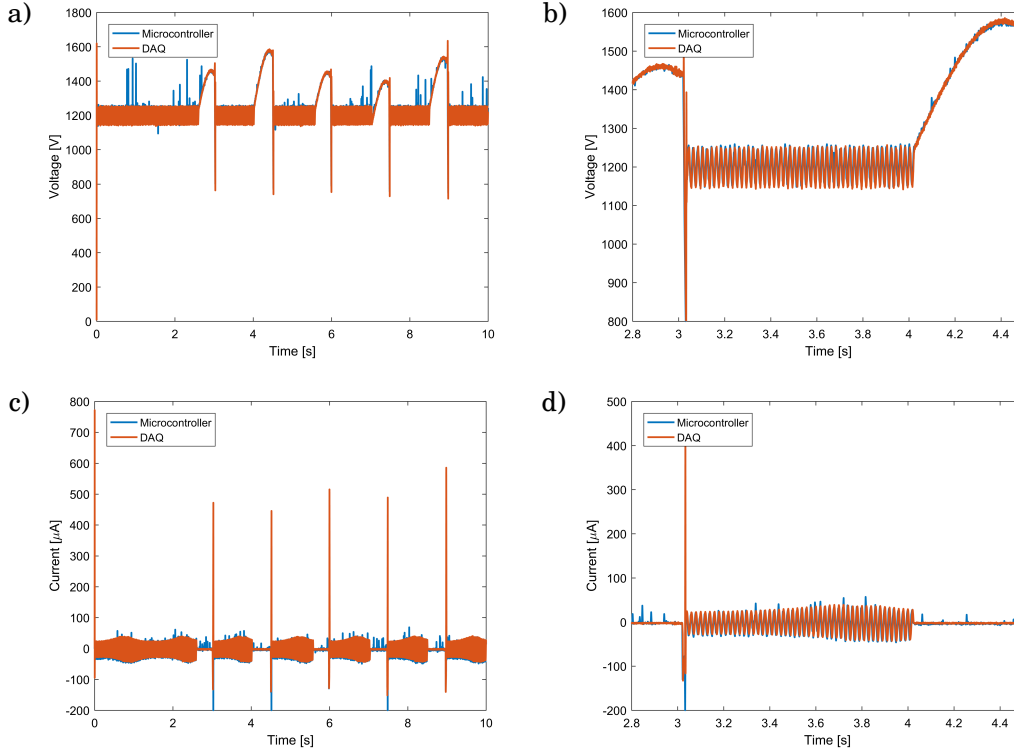 a)
1800
1600
1400
1200
1000
800
600
400
200
0
Voltage [V]
Microcontroller
DAQ
0 2 4 6 8 10
Time [s]
b)
1600
1500
1400
1300
1200
1100
1000
900
800
Voltage [V]
Microcontroller
DAQ
2.8 3 3.2 3.4 3.6 3.8 4 4.2 4.4
Time [s]
c)
800
700
600
500
400
300
200
100
0
-100
-200
Current [μA]
Microcontroller
DAQ
0 2 4 6 8 10
Time [s]
d)
500
400
300
200
100
0
-100
-200
Current [μA]
Microcontroller
DAQ
2.8 3 3.2 3.4 3.6 3.8 4 4.2 4.4
Time [s]